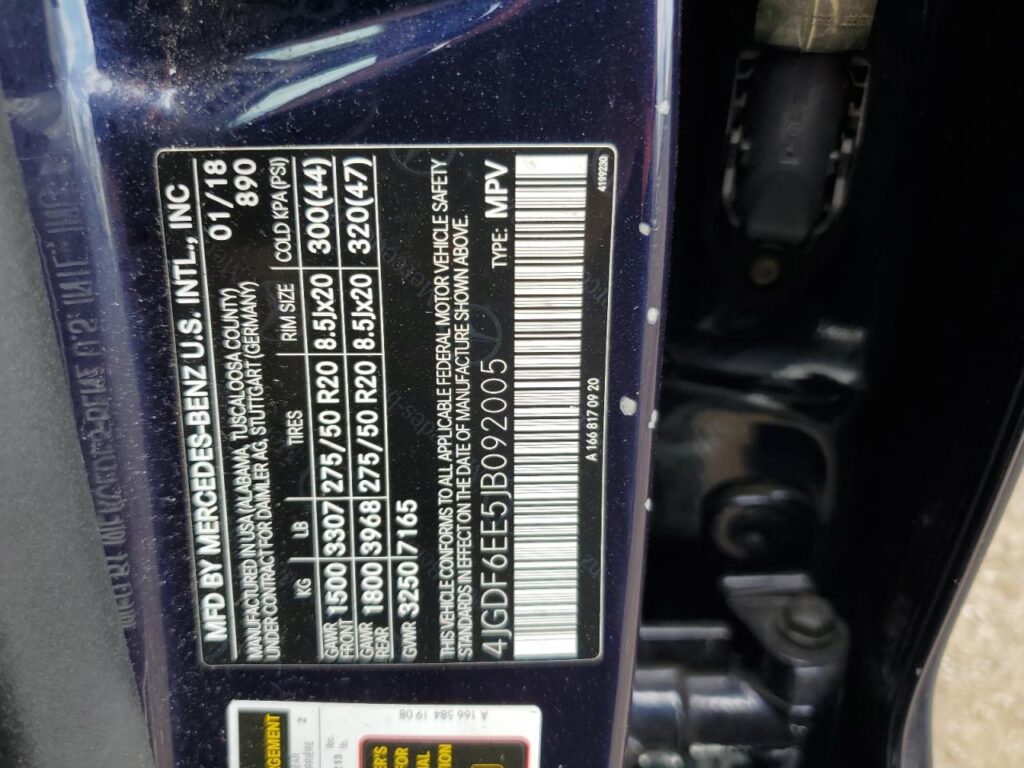 MFD BY MERCEDES-BENZ U.S. INTL., INC
MANUFACTURED IN USA (ALABAMA, TUSCALOOSA COUNTY) 01/18
UNDER CONTRACT FOR DAIMLER AG, STUTTGART (GERMANY) 890
KG LB TIRES RIM SIZE COLD KPA (PSI)
GAWR FRONT 1500 3307 275/50 R20 8.5Jx20 300(44)
GAWR REAR 1800 3968 275/50 R20 8.5Jx20 320(47)
GWR 3250 7165
THIS VEHICLE CONFORMS TO ALL APPLICABLE FEDERAL MOTOR VEHICLE SAFETY
STANDARDS IN EFFECT ON THE DATE OF MANUFACTURE SHOWN ABOVE.
4JGDF6EE5JB092005 TYPE: MPV
A 166 817 09 20
A 166 584 19 08